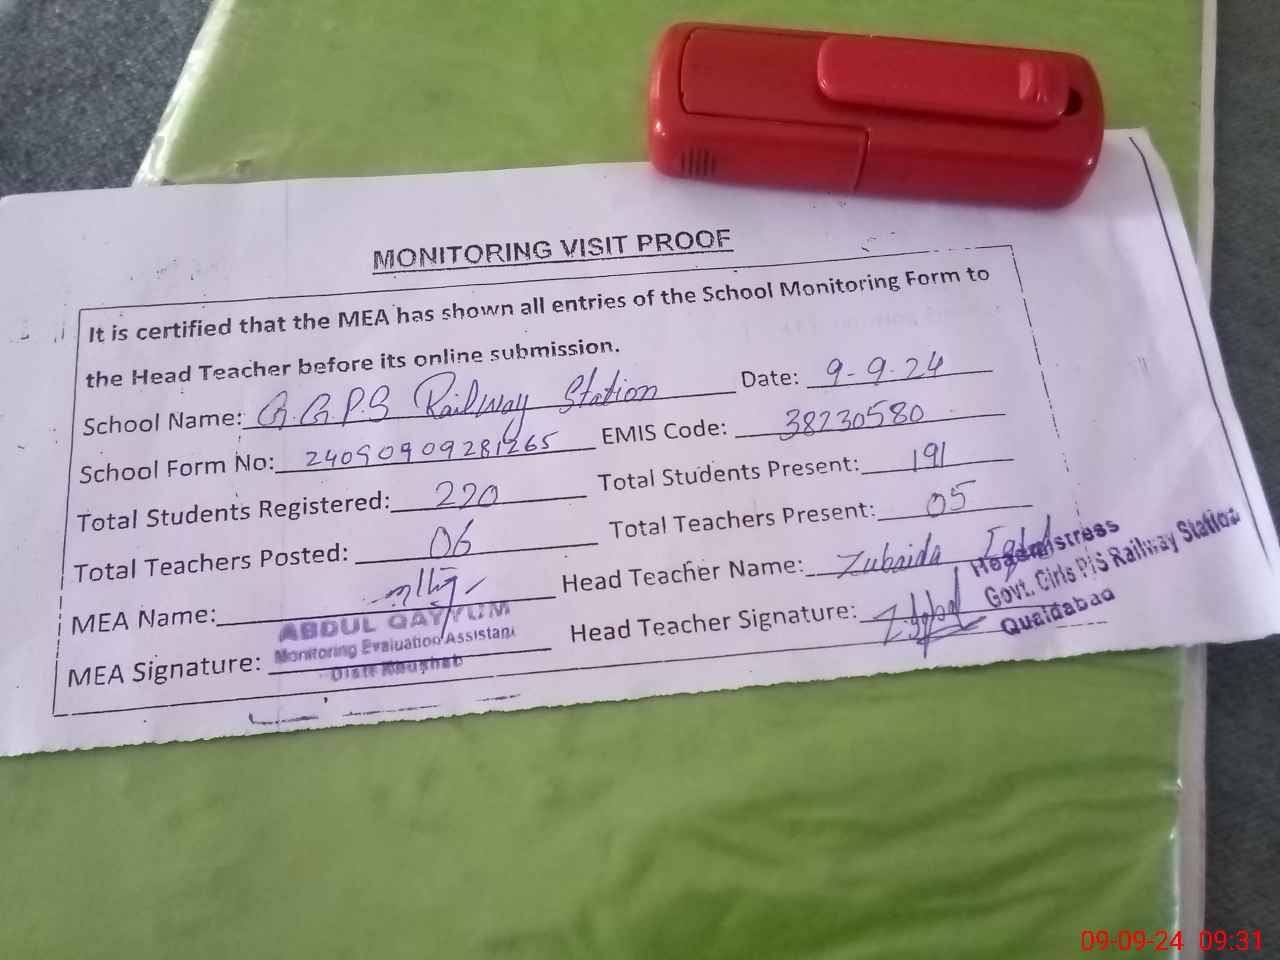 MONITORING VISIT PROOF
It is certified that the MEA has shown all entries of the School Monitoring Form to
the Head Teacher before its online submission.
School Name: G.G.P.S Railway Station Date: 9-9-24
School Form No: 24090909281265 EMIS Code: 38230580
Total Students Registered: 220 Total Students Present: 191
Total Teachers Posted: 06 Total Teachers Present: 05
MEA Name: Head Teacher Name: Zubaida Iqbal
MEA Signature: Head Teacher Signature:
ABDUL QAYYUM
Monitoring Evaluation Assistant
Distt Khushab
Headmistress
Govt. Girls P/S Railway Station
Quaidabad
09-09-24 09:31